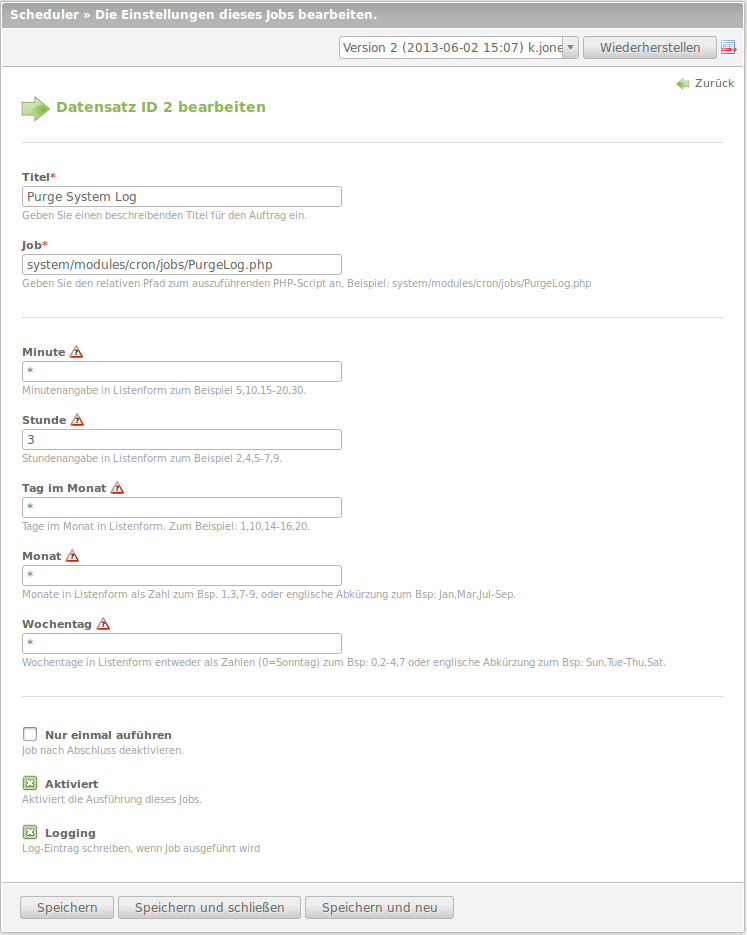 Scheduler » Die Einstellungen dieses Jobs bearbeiten.
Version 2 (2013-06-02 15:07) k.jone
Wiederherstellen
Zurück
Datensatz ID 2 bearbeiten
Titel*
Purge System Log
Geben Sie einen beschreibenden Titel für den Auftrag ein.
Job*
system/modules/cron/jobs/PurgeLog.php
Geben Sie den relativen Pfad zum auszuführenden PHP-Script an, Beispiel: system/modules/cron/jobs/PurgeLog.php
Minute
*
Minutenangabe in Listenform zum Beispiel 5,10,15-20,30.
Stunde
3
Stundenangabe in Listenform zum Beispiel 2,4,5-7,9.
Tag im Monat
*
Tage im Monat in Listenform. Zum Beispiel: 1,10,14-16,20.
Monat
*
Monate in Listenform als Zahl zum Bsp. 1,3,7-9, oder englische Abkürzung zum Bsp: Jan,Mar,Jul-Sep.
Wochentag
*
Wochentage in Listenform entweder als Zahlen (0=Sonntag) zum Bsp: 0,2-4,7 oder englische Abkürzung zum Bsp: Sun,Tue-Thu,Sat.
Nur einmal auführen
Job nach Abschluss deaktivieren.
Aktiviert
Aktiviert die Ausführung dieses Jobs.
Logging
Log-Eintrag schreiben, wenn Job ausgeführt wird
Speichern
Speichern und schließen
Speichern und neu